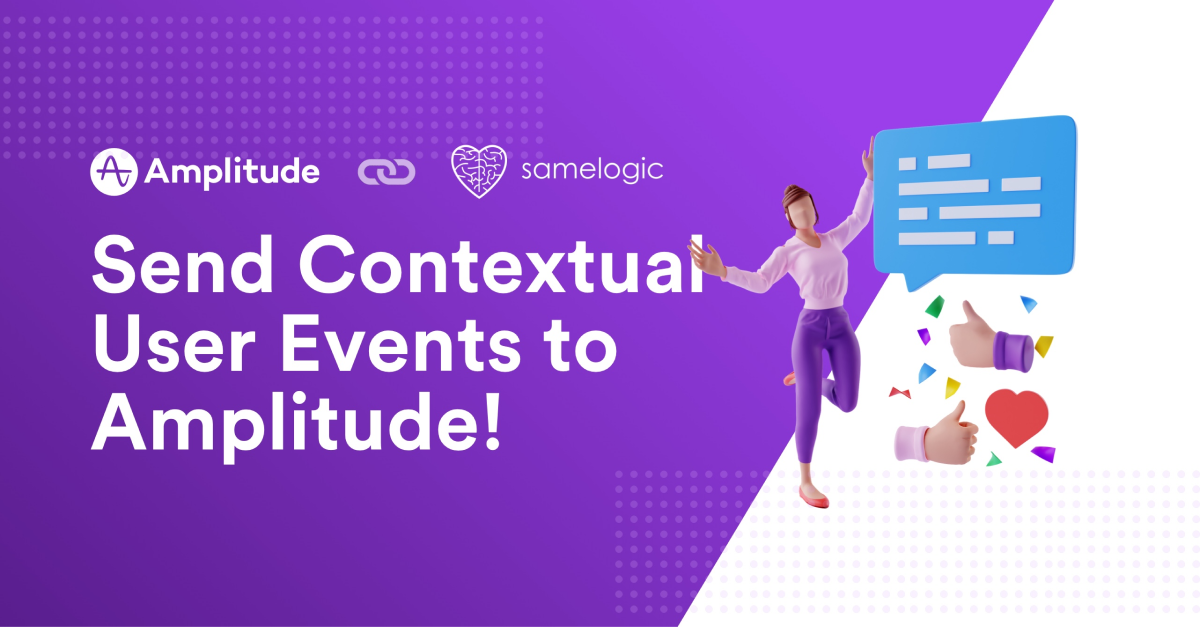 Amplitude
samelogic
Send Contextual
User Events to
Amplitude!